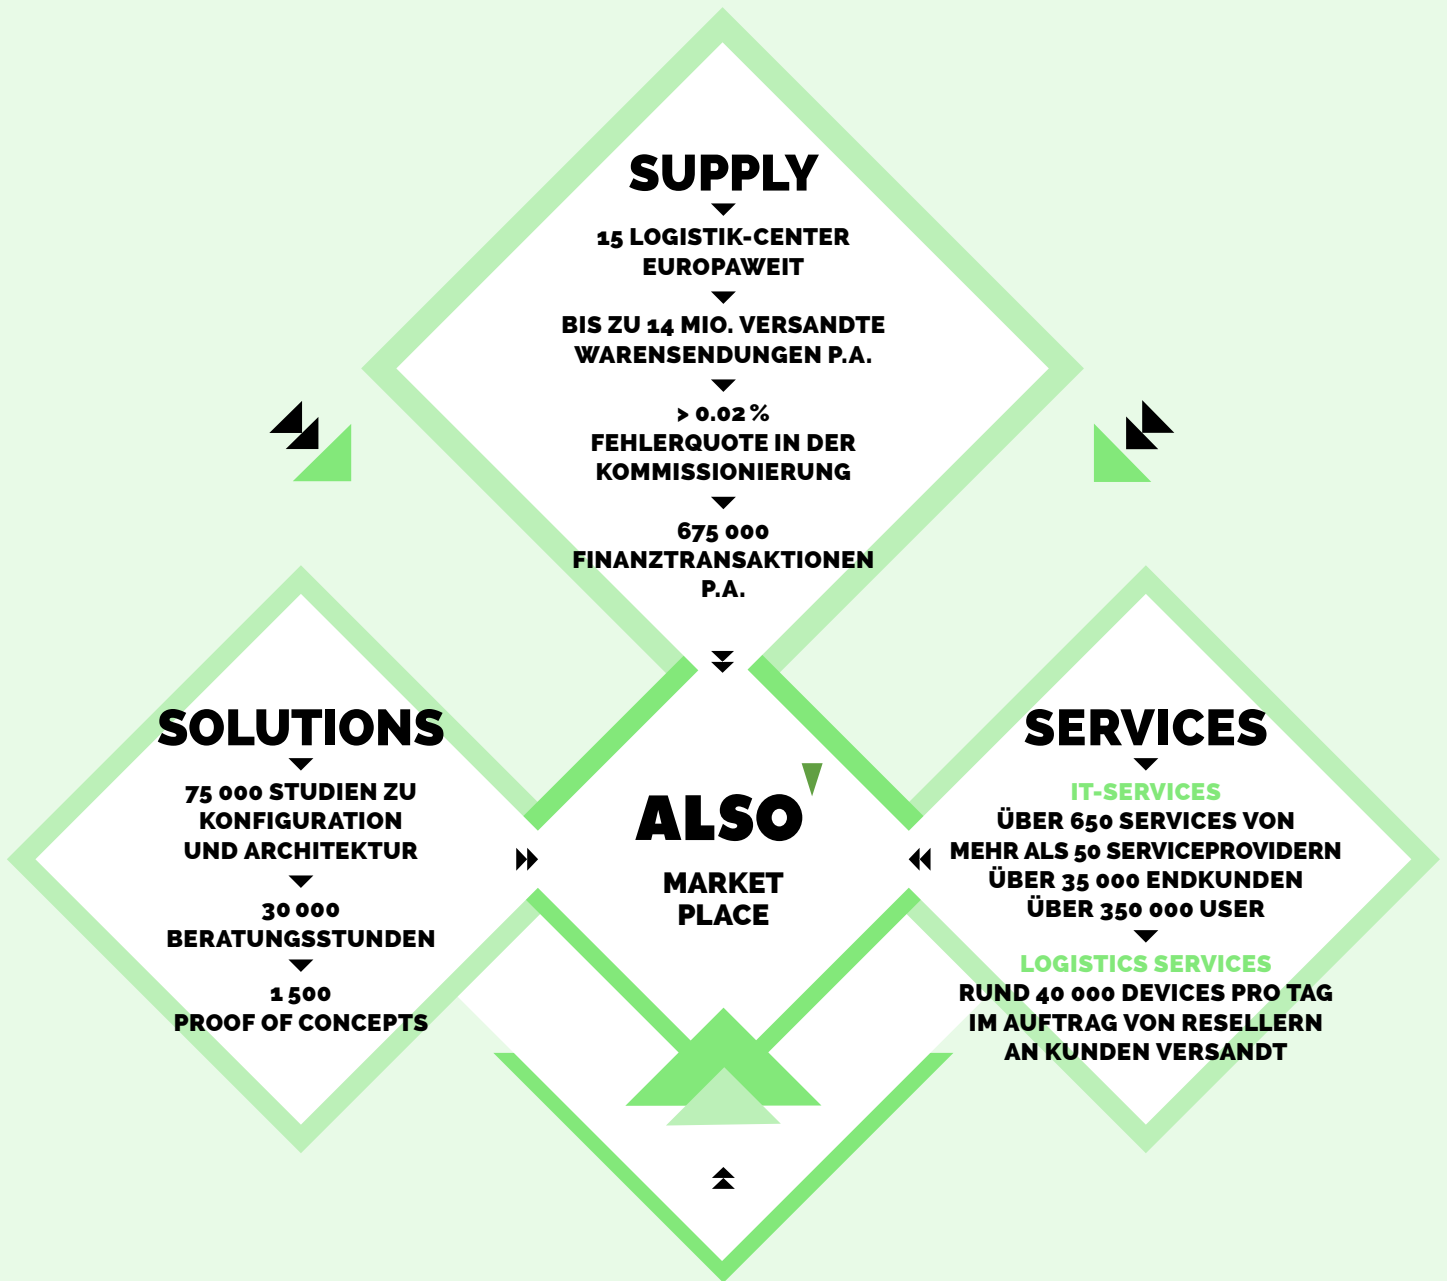 SUPPLY
15 LOGISTIK-CENTER
EUROPAWEIT
BIS ZU 14 MIO. VERSANDTE
WARENSENDUNGEN P.A.
> 0.02 %
FEHLERQUOTE IN DER
KOMMISSIONIERUNG
675 000
FINANZTRANSAKTIONEN
P.A.
SOLUTIONS
75 000 STUDIEN ZU
KONFIGURATION
UND ARCHITEKTUR
30 000
BERATUNGSSTUNDEN
1 500
PROOF OF CONCEPTS
ALSO
MARKET
PLACE
SERVICES
IT-SERVICES
ÜBER 650 SERVICES VON
MEHR ALS 50 SERVICEPROVIDERN
ÜBER 35 000 ENDKUNDEN
ÜBER 350 000 USER
LOGISTICS SERVICES
RUND 40 000 DEVICES PRO TAG
IM AUFTRAG VON RESELLERN
AN KUNDEN VERSANDT